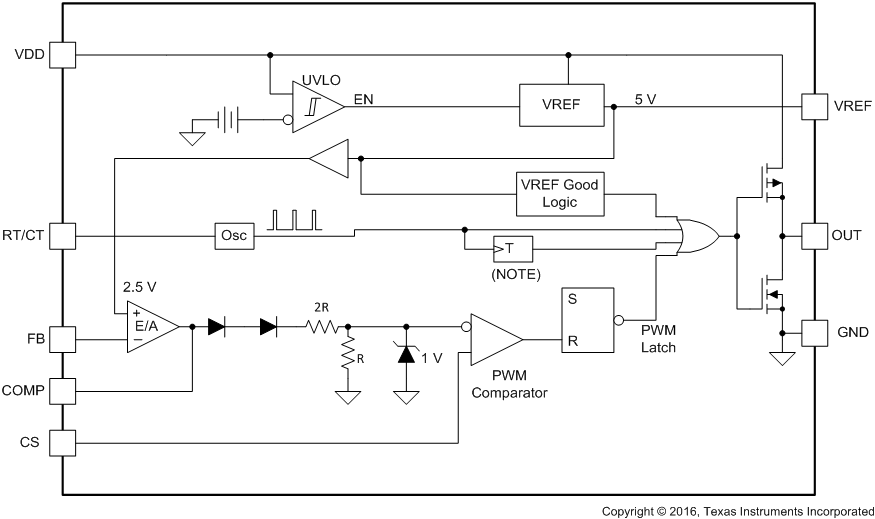 VDD
UVLO
EN
VREF
5 V
VREF
VREF Good
Logic
RT/CT
Osc
T
(NOTE)
OUT
2.5 V
+
E/A
−
FB
2R
R
1 V
S
R
PWM
Latch
GND
COMP
PWM
Comparator
CS
Copyright © 2016, Texas Instruments Incorporated